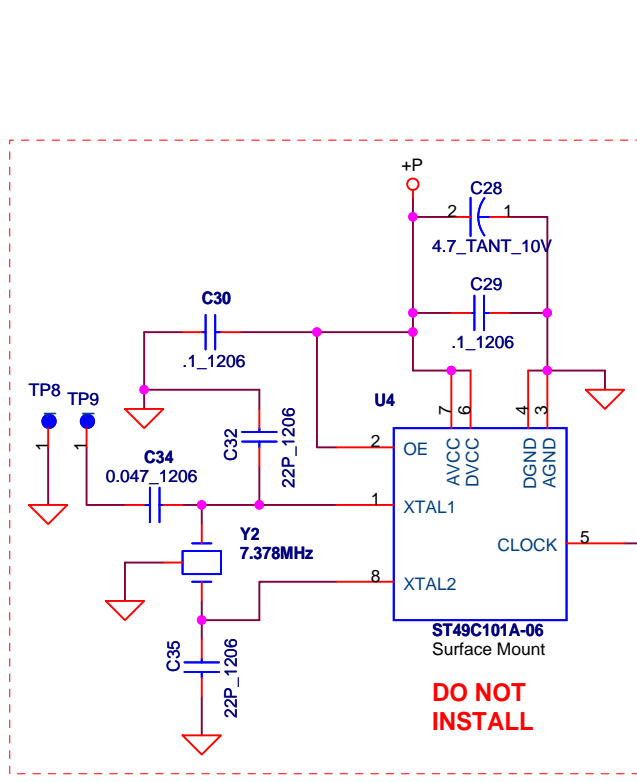 +P
C28
2
1
4.7_TANT_10V
C29
.1_1206
C30
.1_1206
TP8
TP9
1
1
C34
0.047_1206
C32
22P_1206
U4
7
6
4
3
2
OE
AVCC
DVCC
DGND
AGND
1
XTAL1
Y2
7.378MHz
CLOCK
5
8
XTAL2
C35
22P_1206
ST49C101A-06
Surface Mount
DO NOT
INSTALL